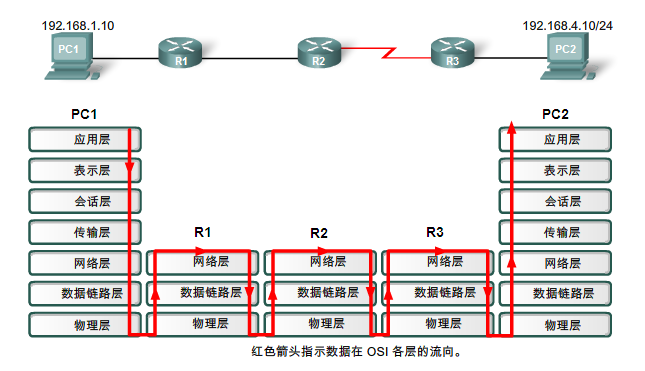 192.168.1.10
192.168.4.10/24
PC1
R1
R2
R3
PC2
PC1
PC2
应用层
应用层
表示层
表示层
会话层
会话层
传输层
传输层
R1
R2
R3
网络层
网络层
网络层
网络层
网络层
数据链路层
数据链路层
数据链路层
数据链路层
数据链路层
物理层
物理层
物理层
物理层
物理层
红色箭头指示数据在 OSI 各层的流向。